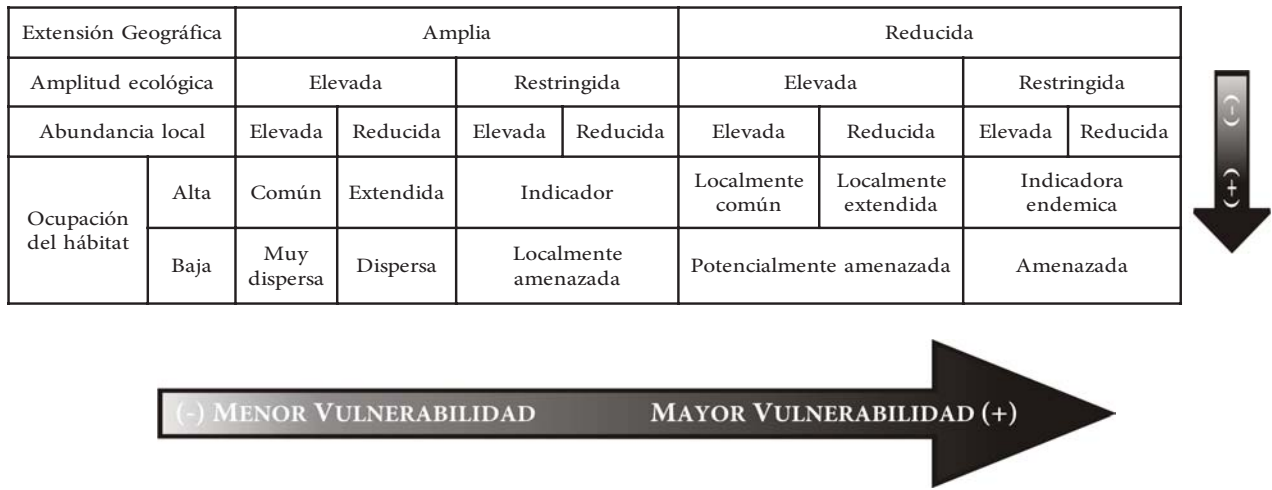 Extensión Geográfica Amplia Reducida
Amplitud ecológica Elevada Restringida Elevada Restringida
Abundancia local Elevada Reducida Elevada Reducida Elevada Reducida Elevada Reducida
Ocupación
del hábitat
Alta Común Extendida Indicador
Localmente
común
Localmente
extendida
Indicadora
endemica
Baja
Muy
dispersa
Dispersa
Localmente
amenazada
Potencialmente amenazada Amenazada
(-)
(+)
(-) MENOR VULNERABILIDAD MAYOR VULNERABILIDAD (+)